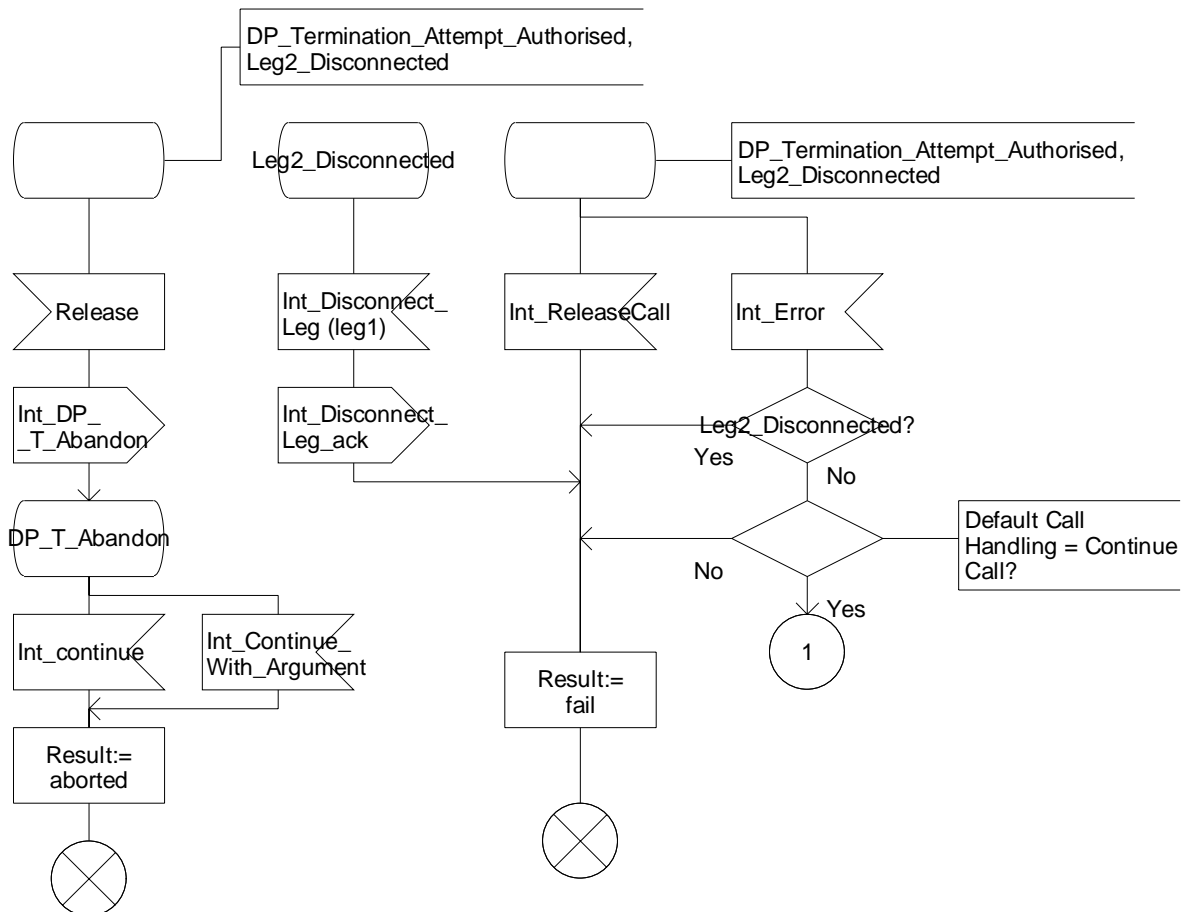 DP_Termination_Attempt_Authorised,
Leg2_Disconnected
Leg2_Disconnected
DP_Termination_Attempt_Authorised,
Leg2_Disconnected
Release
Int_Disconnect_
Leg (leg1)
Int_ReleaseCall
Int_Error
Int_DP_
_T_Abandon
Int_Disconnect_
Leg_ack
Leg2_Disconnected?
Yes
No
DP_T_Abandon
Default Call
Handling = Continue
Call?
No
Yes
Int_continue
Int_Continue_
With_Argument
1
Result:=
fail
Result:=
aborted